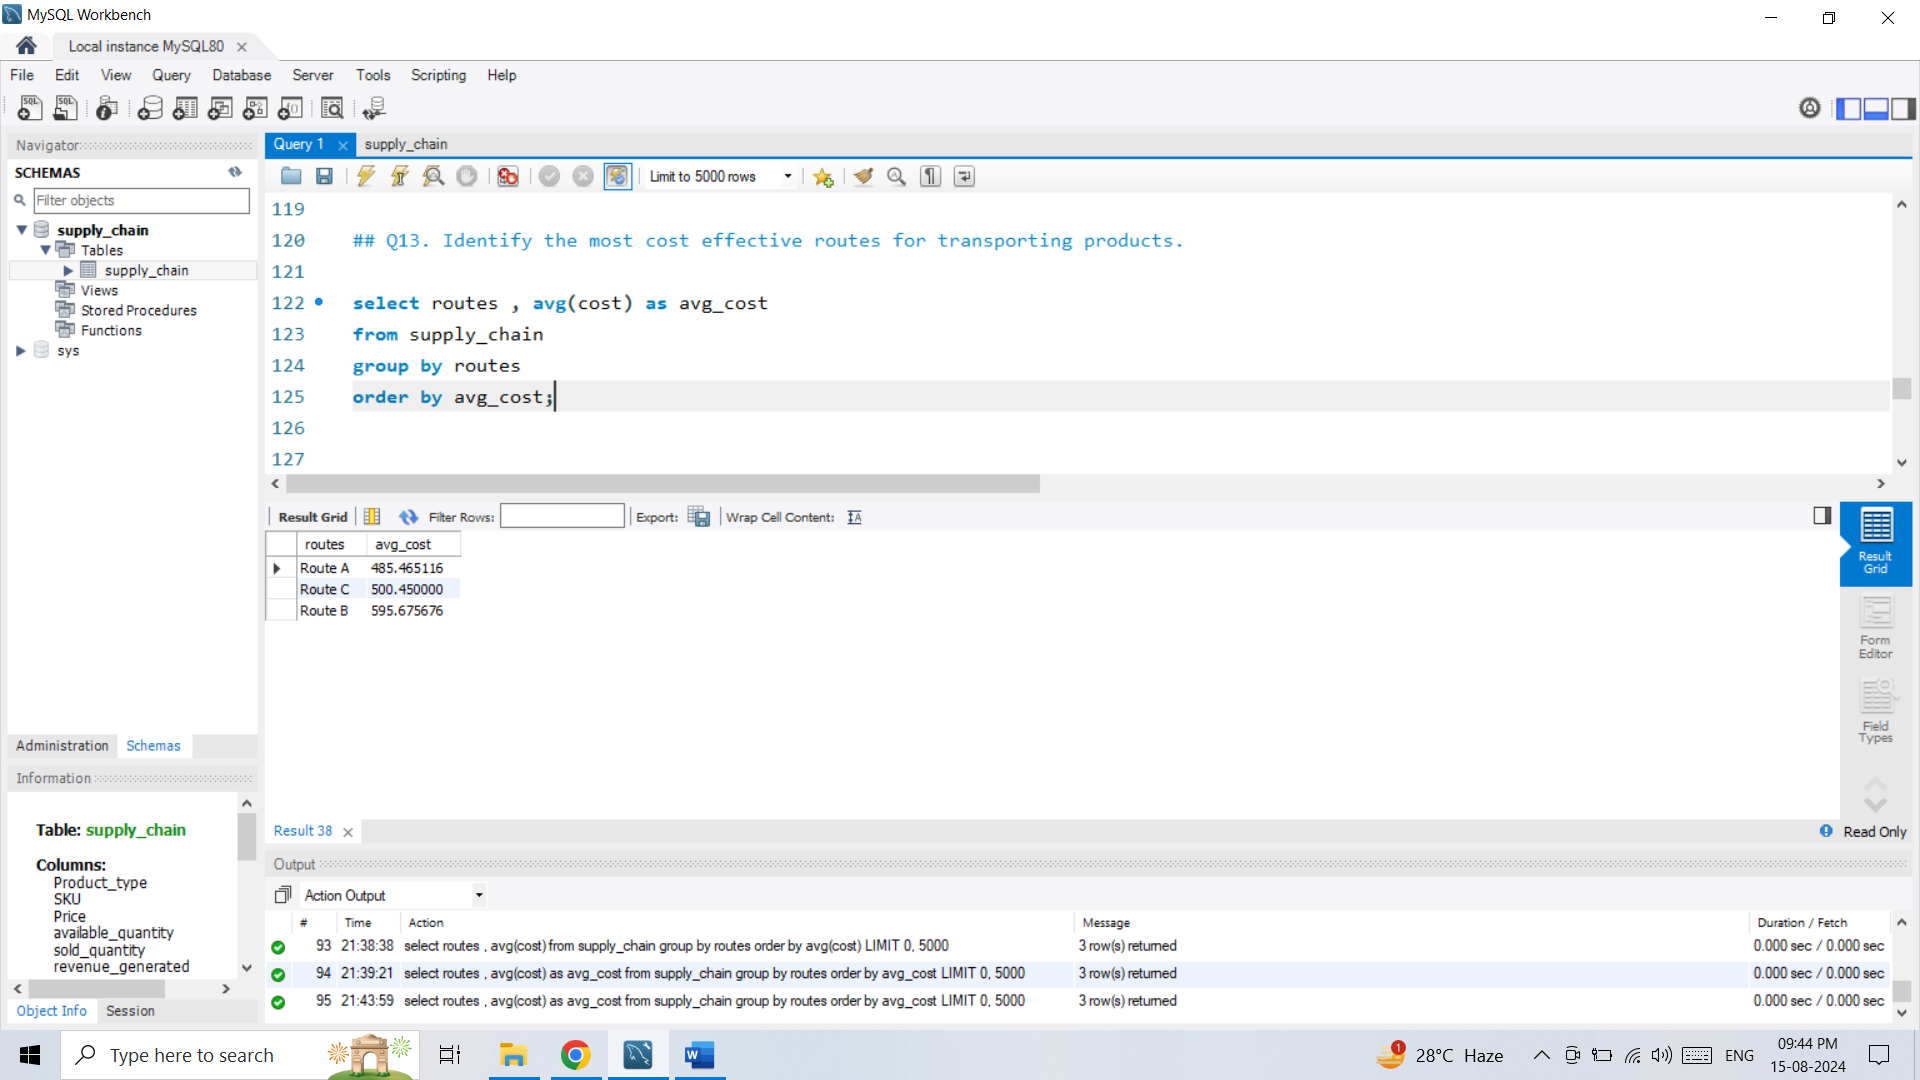 MySQL Workbench
Local instance MySQL80
File Edit View Query Database Server Tools Scripting Help
Navigator
SCHEMAS
Filter objects
supply_chain
Tables
supply_chain
Views
Stored Procedures
Functions
sys
Administration Schemas
Information
Table: supply_chain
Columns:
Product_type
SKU
Price
available_quantity
sold_quantity
revenue_generated
Object Info Session
Query 1 supply_chain
Limit to 5000 rows
119
120 ## Q13. Identify the most cost effective routes for transporting products.
121
122 select routes , avg(cost) as avg_cost
123 from supply_chain
124 group by routes
125 order by avg_cost;
126
127
Result Grid Filter Rows: Export: Wrap Cell Content:
routes avg_cost
Route A 485.465116
Route C 500.450000
Route B 595.675676
Result Grid
Form Editor
Field Types
Result 38
Read Only
Output
Action Output
# Time Action Message Duration / Fetch
93 21:38:38 select routes , avg(cost) from supply_chain group by routes order by avg(cost) LIMIT 0, 5000 3 row(s) returned 0.000 sec / 0.000 sec
94 21:39:21 select routes , avg(cost) as avg_cost from supply_chain group by routes order by avg_cost LIMIT 0, 5000 3 row(s) returned 0.000 sec / 0.000 sec
95 21:43:59 select routes , avg(cost) as avg_cost from supply_chain group by routes order by avg_cost LIMIT 0, 5000 3 row(s) returned 0.000 sec / 0.000 sec
Type here to search
1
28°C Haze
ENG
09:44 PM
15-08-2024